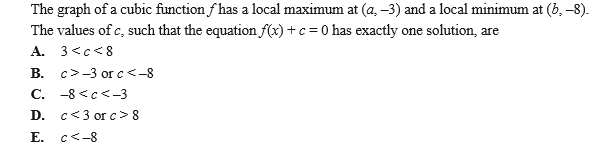 The graph of a cubic function f has a local maximum at (a, –3) and a local minimum at (b, –8).
The values of c, such that the equation f(x) + c = 0 has exactly one solution, are
A. 3 < c < 8
B. c > –3 or c < –8
C. –8 < c < –3
D. c < 3 or c > 8
E. c < –8